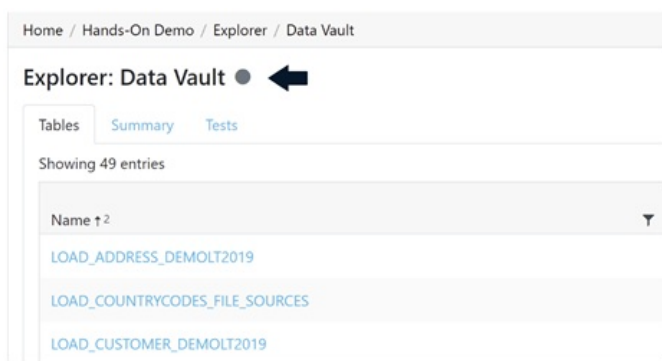 Home / Hands-On Demo / Explorer / Data Vault
Explorer: Data Vault
Tables Summary Tests
Showing 49 entries
Name ↑ 2
LOAD_ADDRESS_DEMOLT2019
LOAD_COUNTRYCODES_FILE_SOURCES
LOAD_CUSTOMER_DEMOLT2019